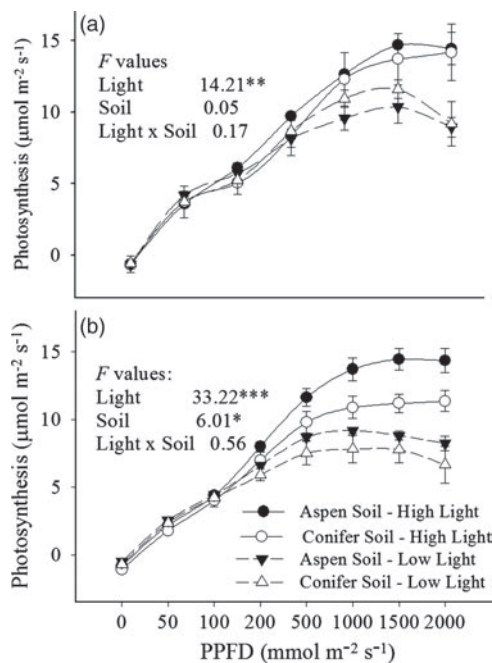 (a)
15
10
5
0
Photosynthesis (μmol m⁻² s⁻¹)
F values
Light 14.21**
Soil 0.05
Light x Soil 0.17
(b)
15
10
5
0
Photosynthesis (μmol m⁻² s⁻¹)
F values:
Light 33.22***
Soil 6.01*
Light x Soil 0.56
Aspen Soil - High Light
Conifer Soil - High Light
Aspen Soil - Low Light
Conifer Soil - Low Light
0 50 100 200 500 1000 1500 2000
PPFD (mmol m⁻² s⁻¹)